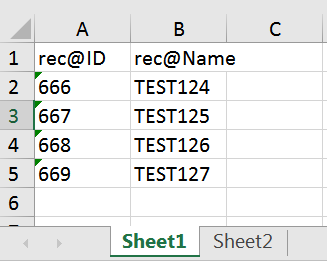 A B C
1 rec@ID rec@Name
2 666 TEST124
3 667 TEST125
4 668 TEST126
5 669 TEST127
6
Sheet1 Sheet2